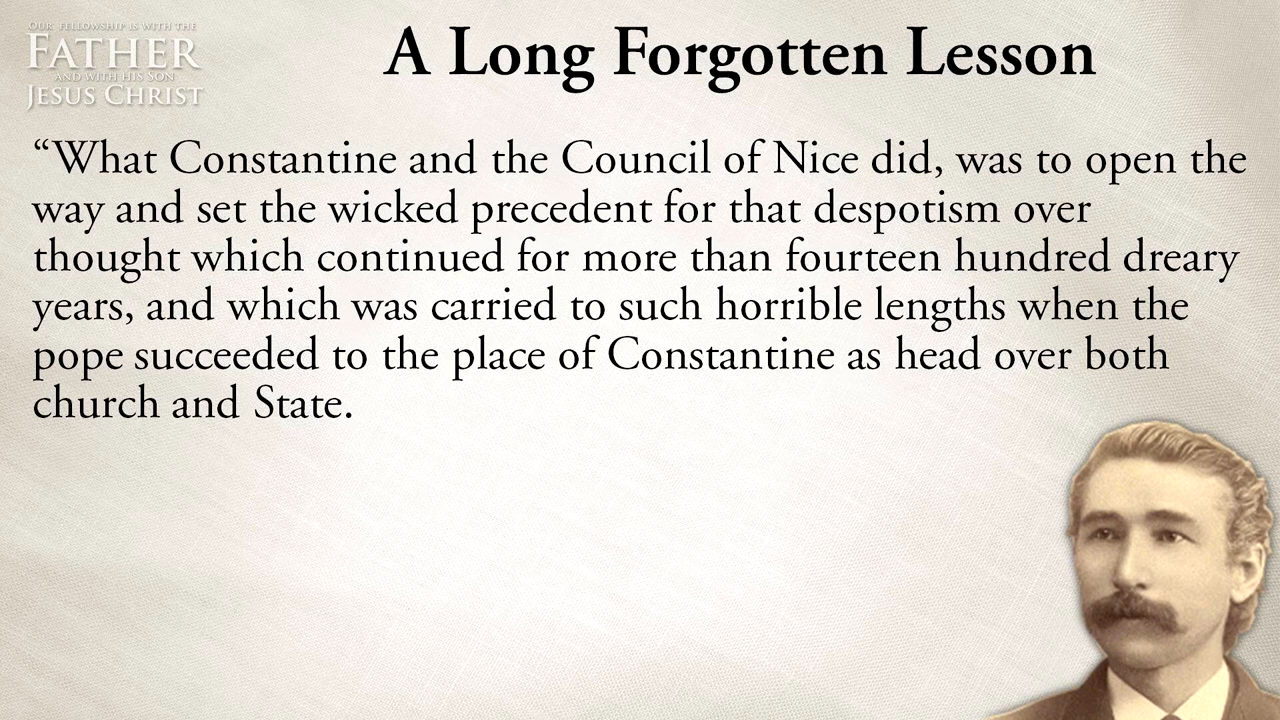 OUR FELLOWSHIP IS WITH THE
FATHER
AND WITH HIS SON
JESUS CHRIST
A Long Forgotten Lesson
“What Constantine and the Council of Nice did, was to open the
way and set the wicked precedent for that despotism over
thought which continued for more than fourteen hundred dreary
years, and which was carried to such horrible lengths when the
pope succeeded to the place of Constantine as head over both
church and State.